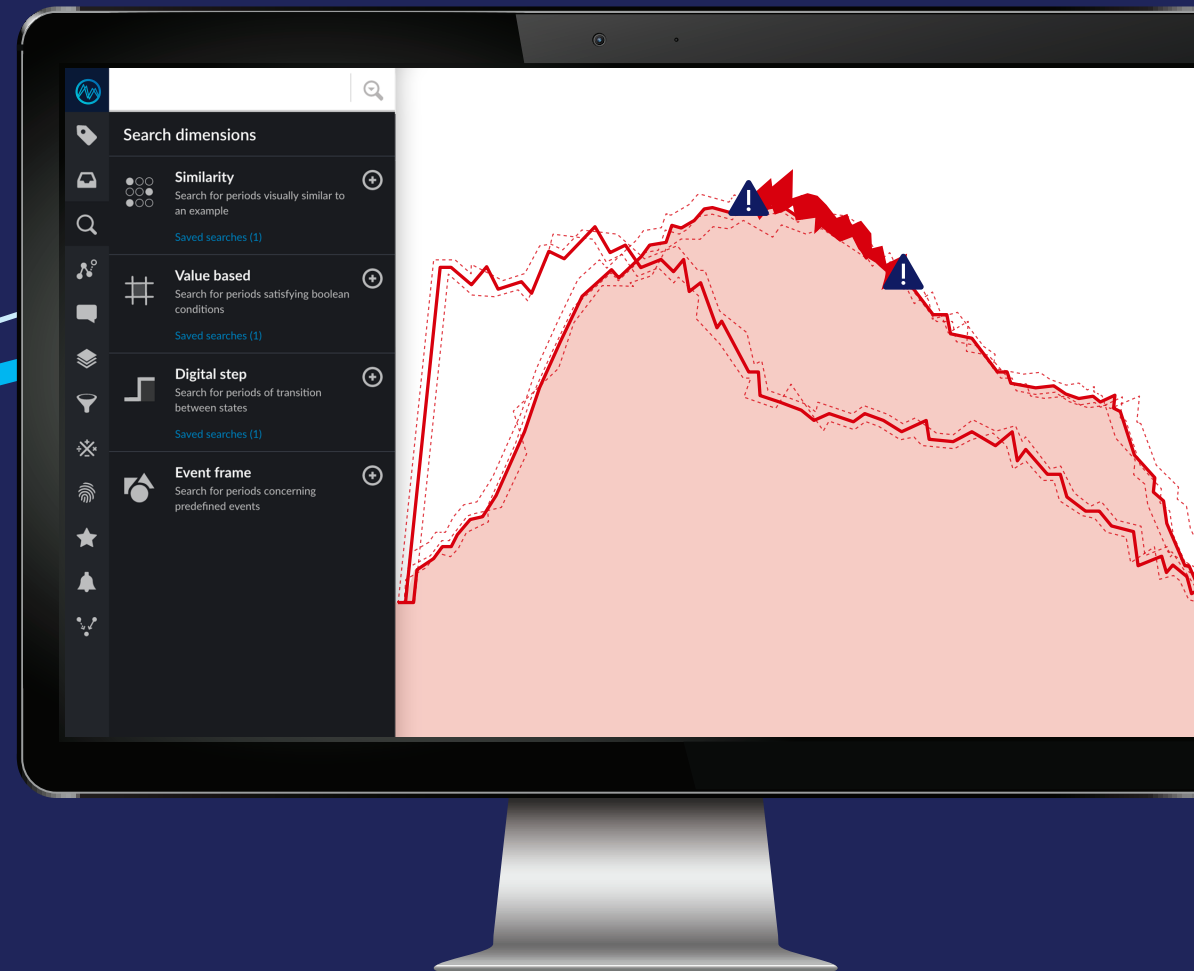 Search dimensions
Similarity
Search for periods visually similar to
an example
Saved searches (1)
Value based
Search for periods satisfying boolean
conditions
Saved searches (1)
Digital step
Search for periods of transition
between states
Saved searches (1)
Event frame
Search for periods concerning
predefined events